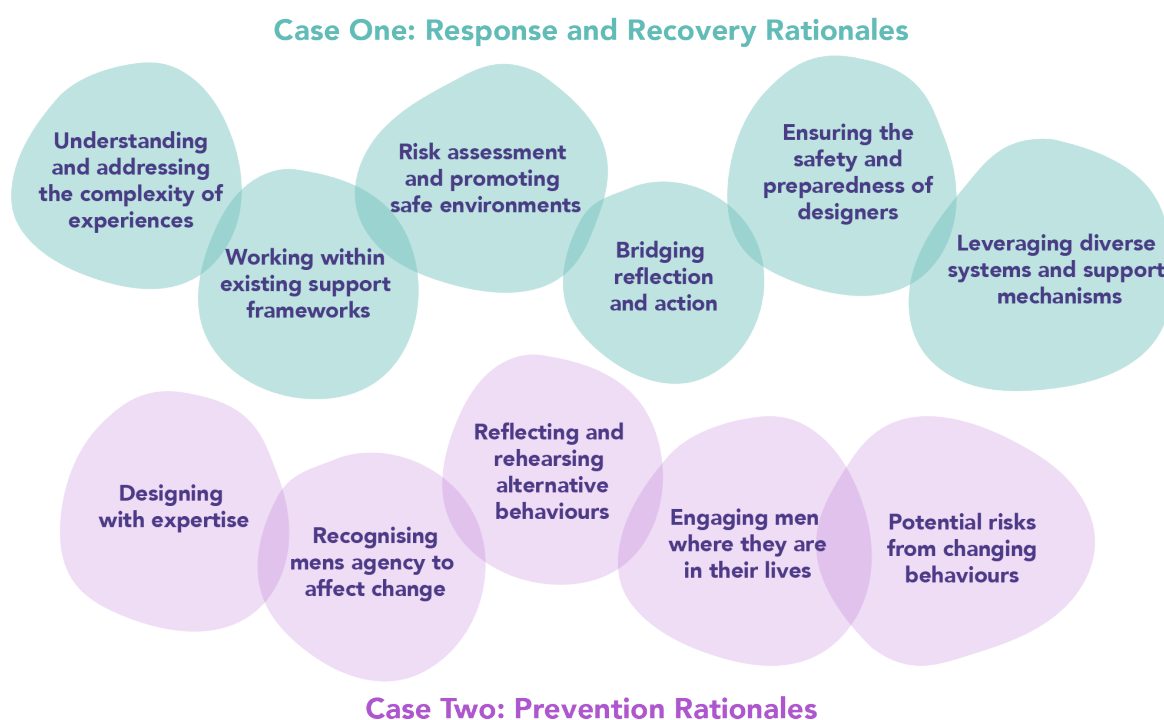 Case One: Response and Recovery Rationales
Understanding
and addressing
the complexity of
experiences
Working within
existing support
frameworks
Risk assessment
and promoting
safe environments
Bridging
reflection
and action
Ensuring the
safety and
preparedness of
designers
Leveraging diverse
systems and support
mechanisms
Designing
with expertise
Recognising
mens agency to
affect change
Reflecting and
rehearsing
alternative
behaviours
Engaging men
where they are
in their lives
Potential risks
from changing
behaviours
Case Two: Prevention Rationales